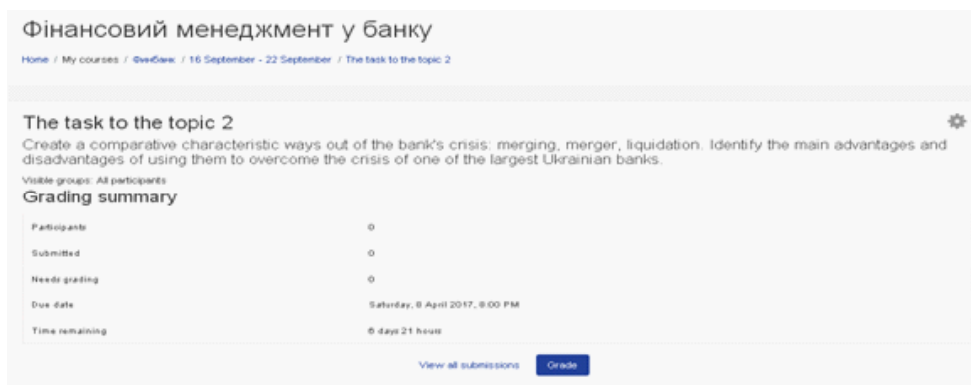 Фінансовий менеджмент у банку
Home / My courses / Финбанк / 16 September - 22 September / The task to the topic 2
The task to the topic 2
Create a comparative characteristic ways out of the bank's crisis: merging, merger, liquidation. Identify the main advantages and
disadvantages of using them to overcome the crisis of one of the largest Ukrainian banks.
Visible groups: All participants
Grading summary
Participants 0
Submitted 0
Needs grading 0
Due date Saturday, 8 April 2017, 8:00 PM
Time remaining 6 days 21 hours
View all submissions Grade